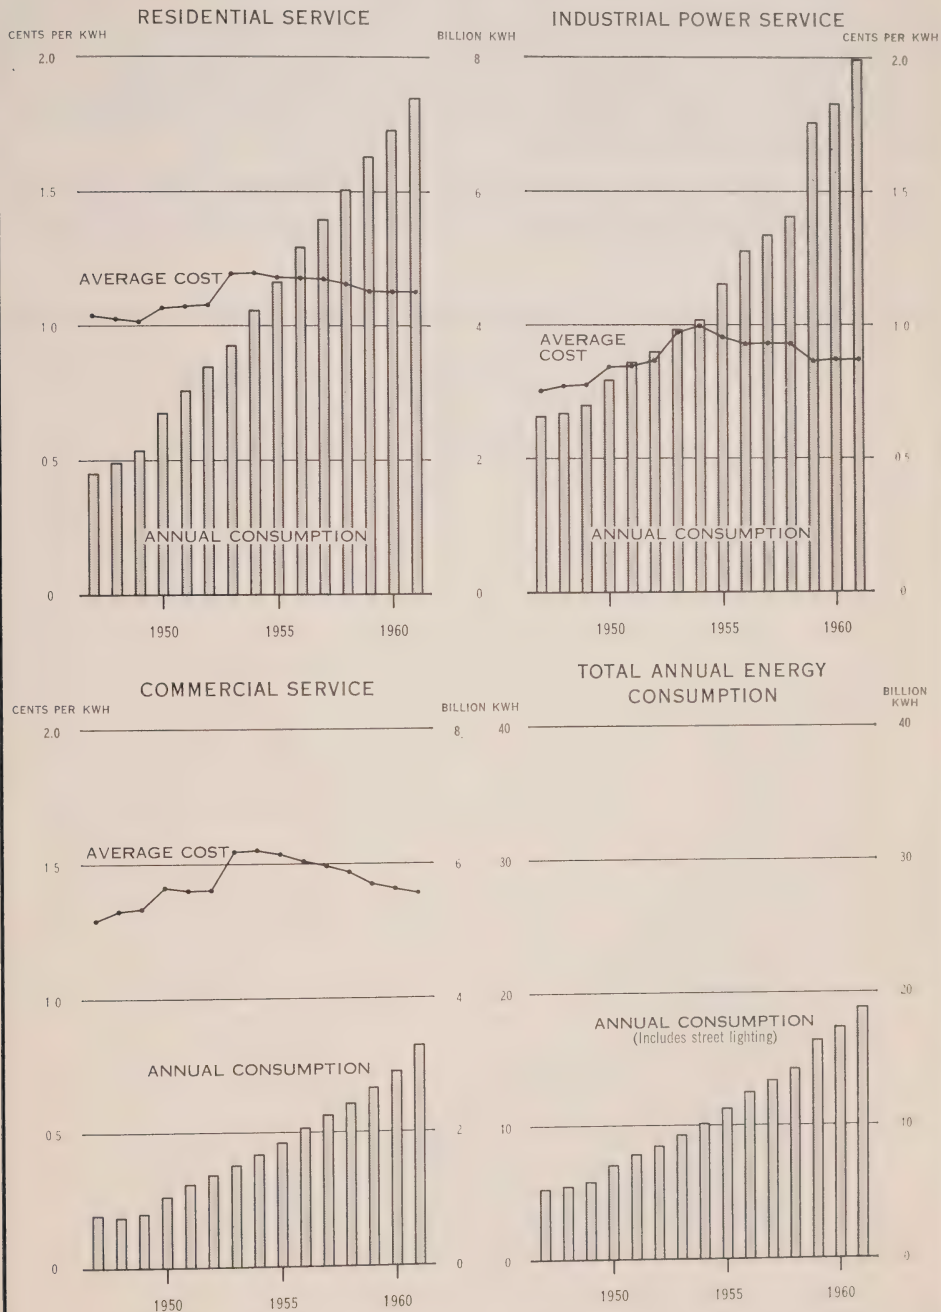 RESIDENTIAL SERVICE
CENTS PER KWH
BILLION KWH
2.0
8
1.5
6
AVERAGE COST
1 0
4
0 5
2
ANNUAL CONSUMPTION
0
0
1950
1955
1960
INDUSTRIAL POWER SERVICE
CENTS PER KWH
2.0
1 5
AVERAGE
COST
1 0
0 5
ANNUAL CONSUMPTION
0
1950
1955
1960
COMMERCIAL SERVICE
CENTS PER KWH
BILLION KWH
2.0
8
AVERAGE COST
1 5
6
1 0
4
ANNUAL CONSUMPTION
0 5
2
0
0
1950
1955
1960
TOTAL ANNUAL ENERGY
CONSUMPTION
BILLION
KWH
40
40
30
30
20
20
ANNUAL CONSUMPTION
(Includes street lighting)
10
10
0
0
1950
1955
1960